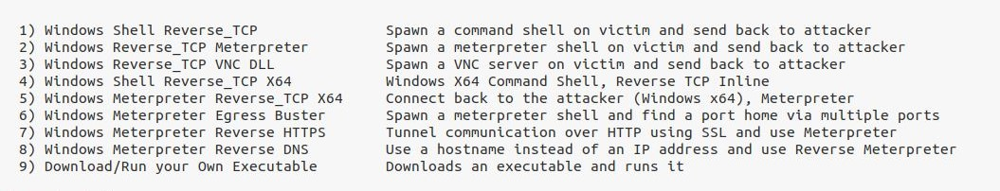 1) Windows Shell Reverse_TCP Spawn a command shell on victim and send back to attacker
2) Windows Reverse_TCP Meterpreter Spawn a meterpreter shell on victim and send back to attacker
3) Windows Reverse_TCP VNC DLL Spawn a VNC server on victim and send back to attacker
4) Windows Shell Reverse_TCP X64 Windows X64 Command Shell, Reverse TCP Inline
5) Windows Meterpreter Reverse_TCP X64 Connect back to the attacker (Windows x64), Meterpreter
6) Windows Meterpreter Egress Buster Spawn a meterpreter shell and find a port home via multiple ports
7) Windows Meterpreter Reverse HTTPS Tunnel communication over HTTP using SSL and use Meterpreter
8) Windows Meterpreter Reverse DNS Use a hostname instead of an IP address and use Reverse Meterpreter
9) Download/Run your Own Executable Downloads an executable and runs it